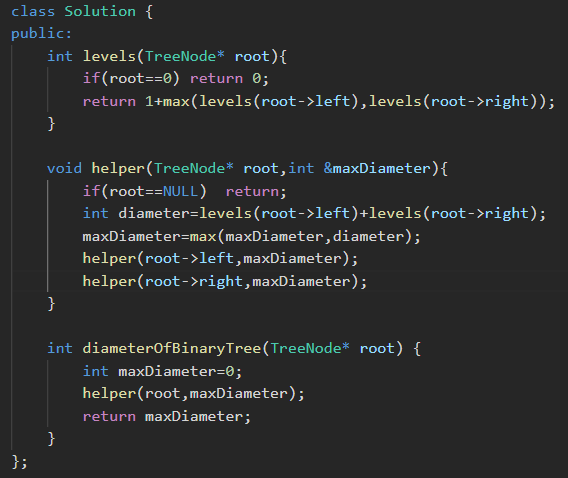 class Solution {
public:
    int levels(TreeNode* root){
        if(root==0) return 0;
        return 1+max(levels(root->left),levels(root->right));
    }

    void helper(TreeNode* root,int &maxDiameter){
        if(root==NULL)  return;
        int diameter=levels(root->left)+levels(root->right);
        maxDiameter=max(maxDiameter,diameter);
        helper(root->left,maxDiameter);
        helper(root->right,maxDiameter);
    }

    int diameterOfBinaryTree(TreeNode* root) {
        int maxDiameter=0;
        helper(root,maxDiameter);
        return maxDiameter;
    }
};